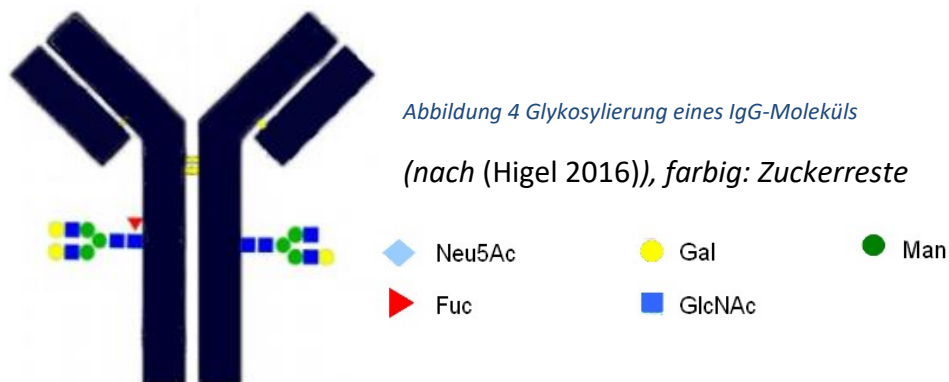 Abbildung 4 Glykosylierung eines IgG-Moleküls
(nach (Higel 2016)), farbig: Zuckerreste
Neu5Ac Gal Man
Fuc GlcNAc